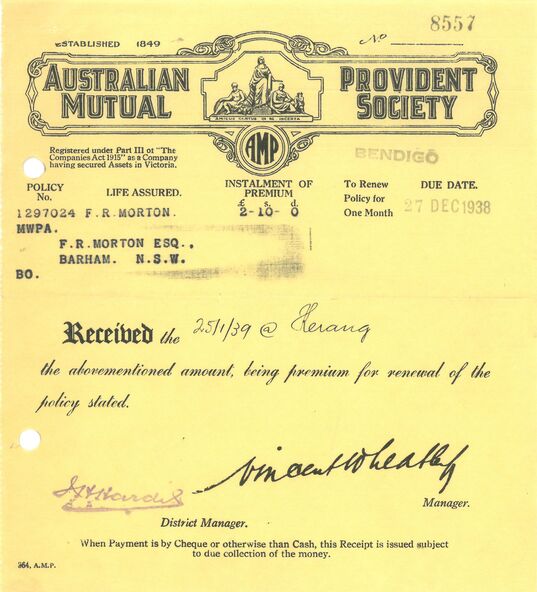 8557
ESTABLISHED 1849 No
AUSTRALIAN MUTUAL PROVIDENT SOCIETY
AMICUS CERTUS IN RE INCERTA
AMP
Registered under Part III of "The
Companies Act 1915" as a Company
having secured Assets in Victoria.
BENDIGO
POLICY No. LIFE ASSURED. INSTALMENT OF PREMIUM To Renew Policy for One Month DUE DATE.
£ s. d.
1297024 F.R.MORTON. 2-10- 0 27 DEC 1938
MWPA.
F.R.MORTON ESQ.,
BARHAM. N.S.W.
BO.
Received the 25/1/39 @ Kerang
the abovementioned amount, being premium for renewal of the
policy stated.
Vincent Wheatley
Manager.
District Manager.
When Payment is by Cheque or otherwise than Cash, this Receipt is issued subject
to due collection of the money.
364, A.M.P.